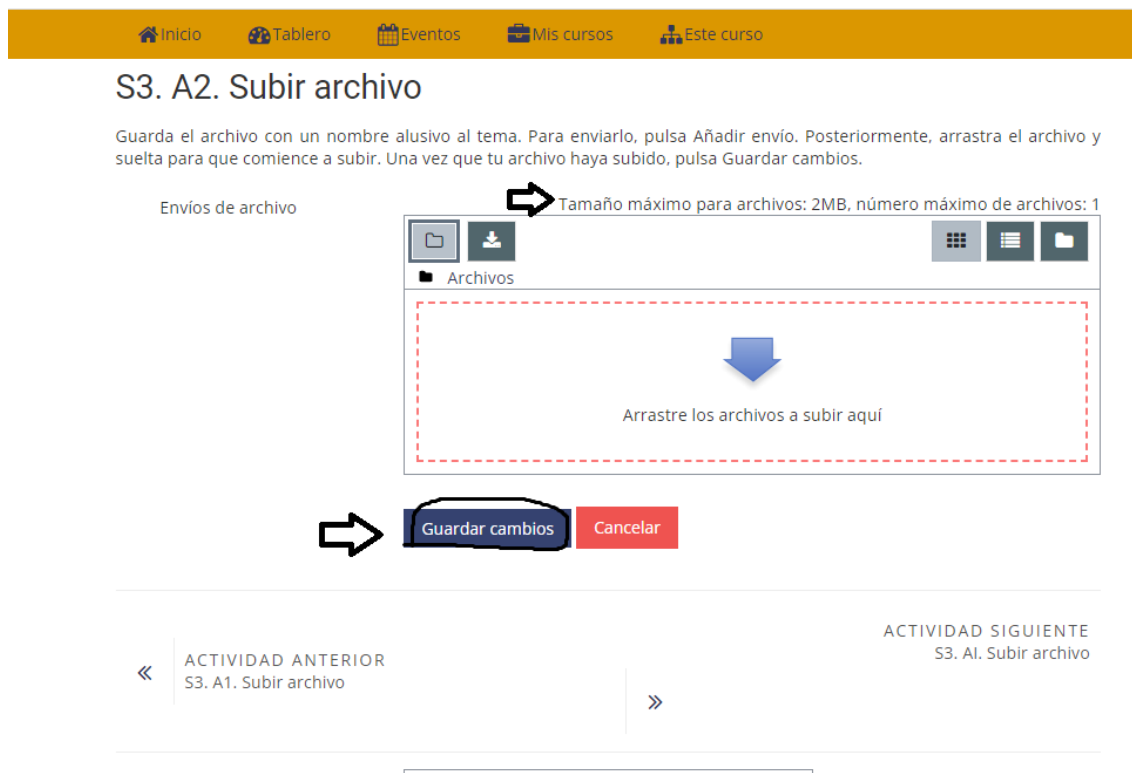 Inicio Tablero Eventos Mis cursos Este curso
S3. A2. Subir archivo
Guarda el archivo con un nombre alusivo al tema. Para enviarlo, pulsa Añadir envío. Posteriormente, arrastra el archivo y
suelta para que comience a subir. Una vez que tu archivo haya subido, pulsa Guardar cambios.
Envíos de archivo
Tamaño máximo para archivos: 2MB, número máximo de archivos: 1
Archivos
Arrastre los archivos a subir aquí
Guardar cambios Cancelar
ACTIVIDAD ANTERIOR
S3. A1. Subir archivo
ACTIVIDAD SIGUIENTE
S3. AI. Subir archivo